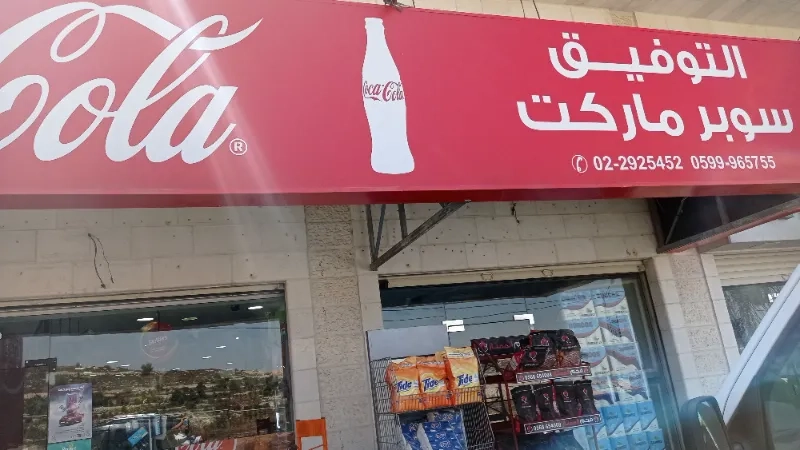 Cola®
Coca-Cola
التوفيق
سوبر ماركت
02-2925452 0599-965755
Tide Tide Tide